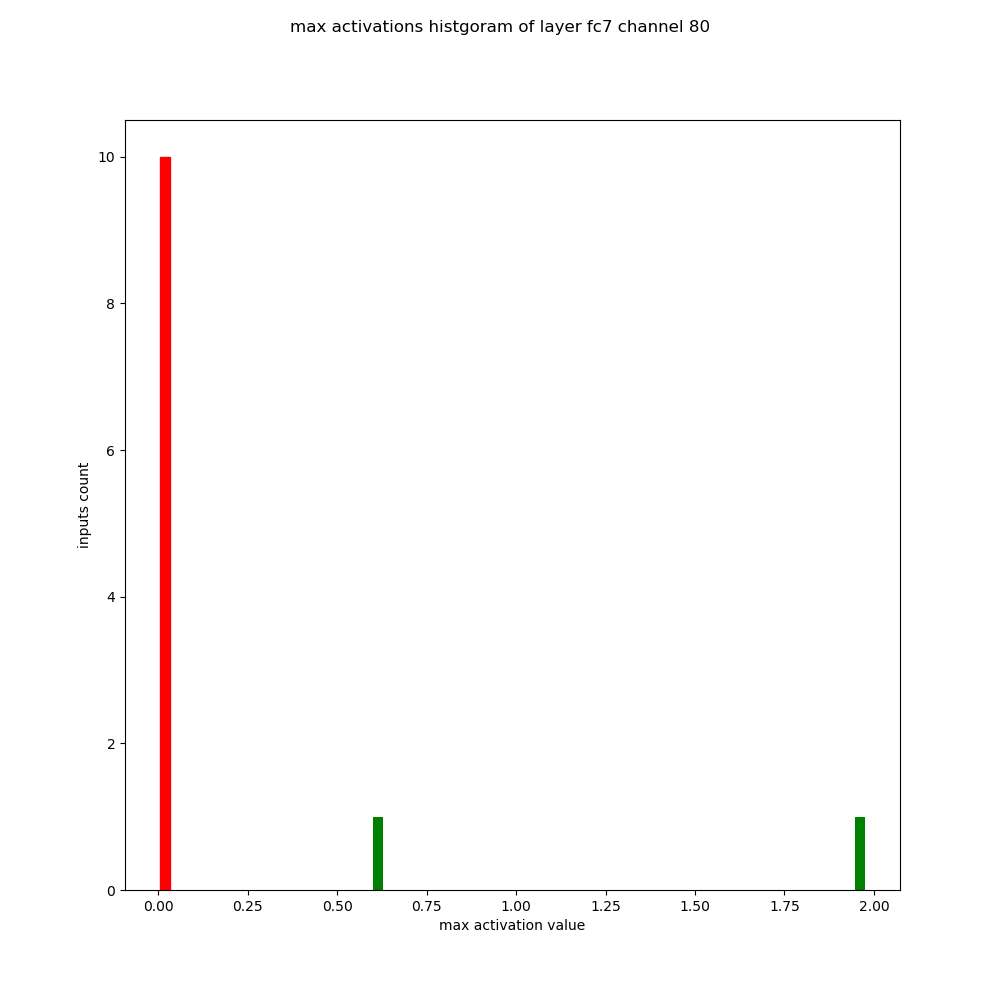 max activations histgoram of layer fc7 channel 80
10
8
6
4
2
0
inputs count
0.00 0.25 0.50 0.75 1.00 1.25 1.50 1.75 2.00
max activation value